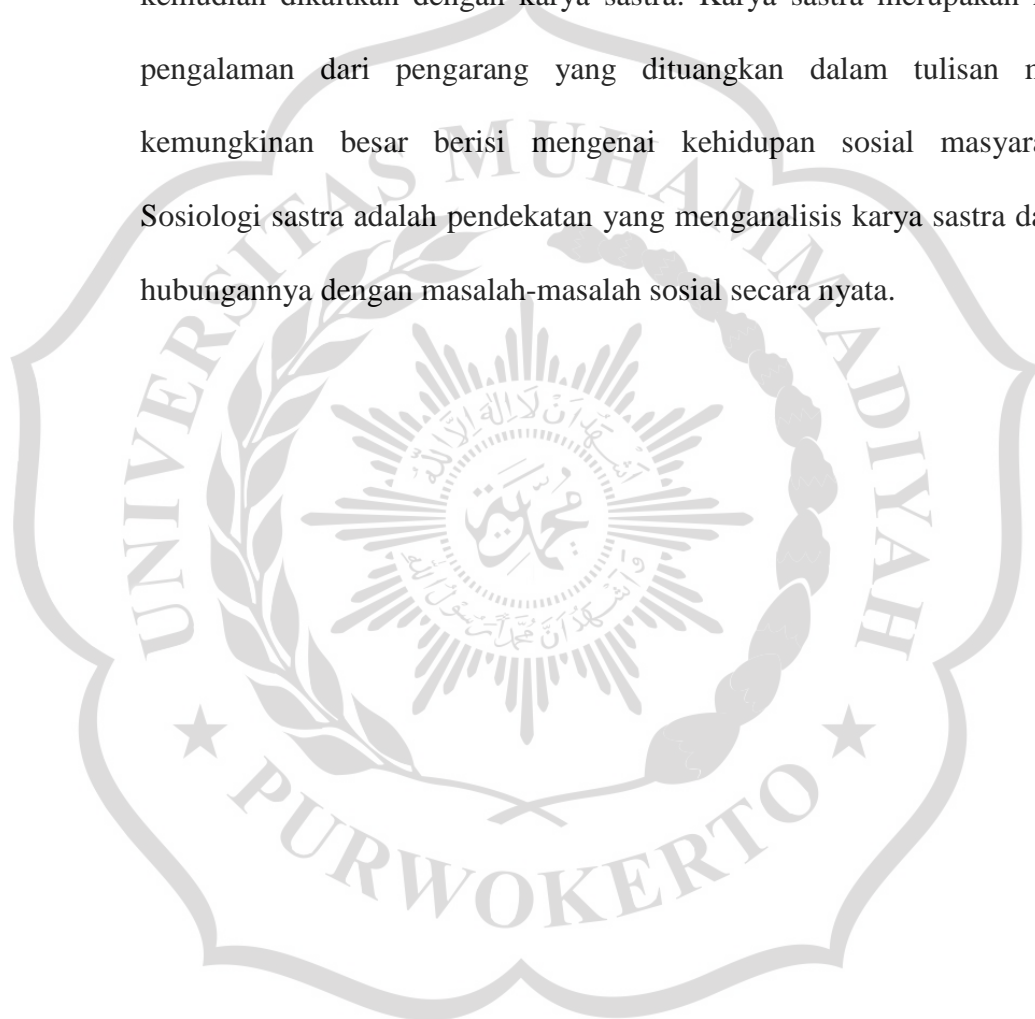 kemudian dikaitkan dengan karya sastra. Karya sastra merupakan
pengalaman dari pengarang yang dituangkan dalam tulisan
kemungkinan besar berisi mengenai kehidupan sosial
Sosiologi sastra adalah pendekatan yang menganalisis karya sastra
hubungannya dengan masalah-masalah sosial secara nyata.
UNIVERSITAS MUHAMMADIYAH
PURWOKERTO